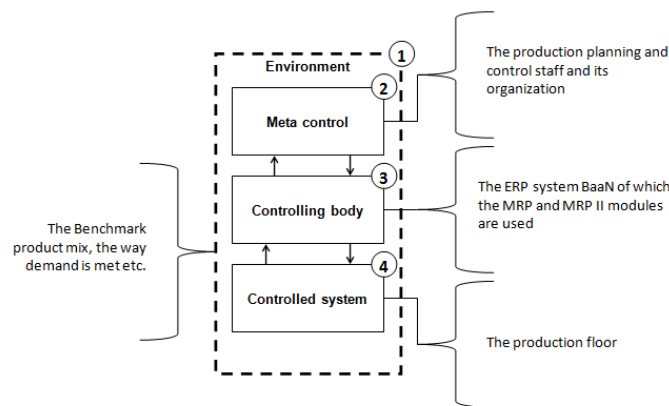 1
Environment
2
Meta control
The production planning and
control staff and its
organization
3
Controlling body
The ERP system BaaN of which
the MRP and MRP II modules
are used
The Benchmark
product mix, the way
demand is met etc.
4
Controlled system
The production floor